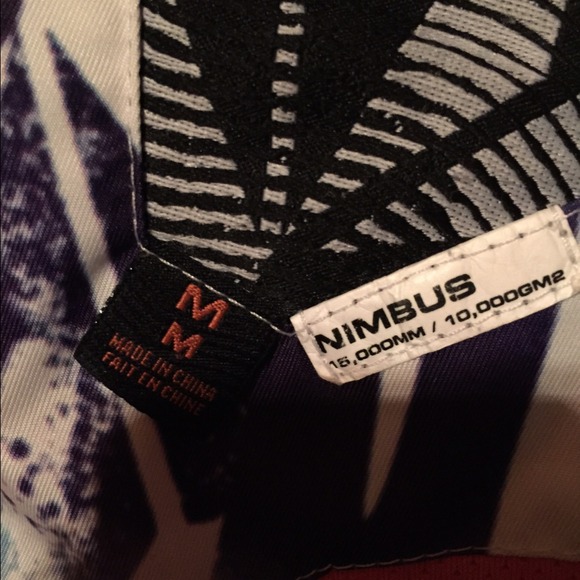 M
M
MADE IN CHINA
FAIT EN CHINE
NIMBUS
15,000MM / 10,000GM2